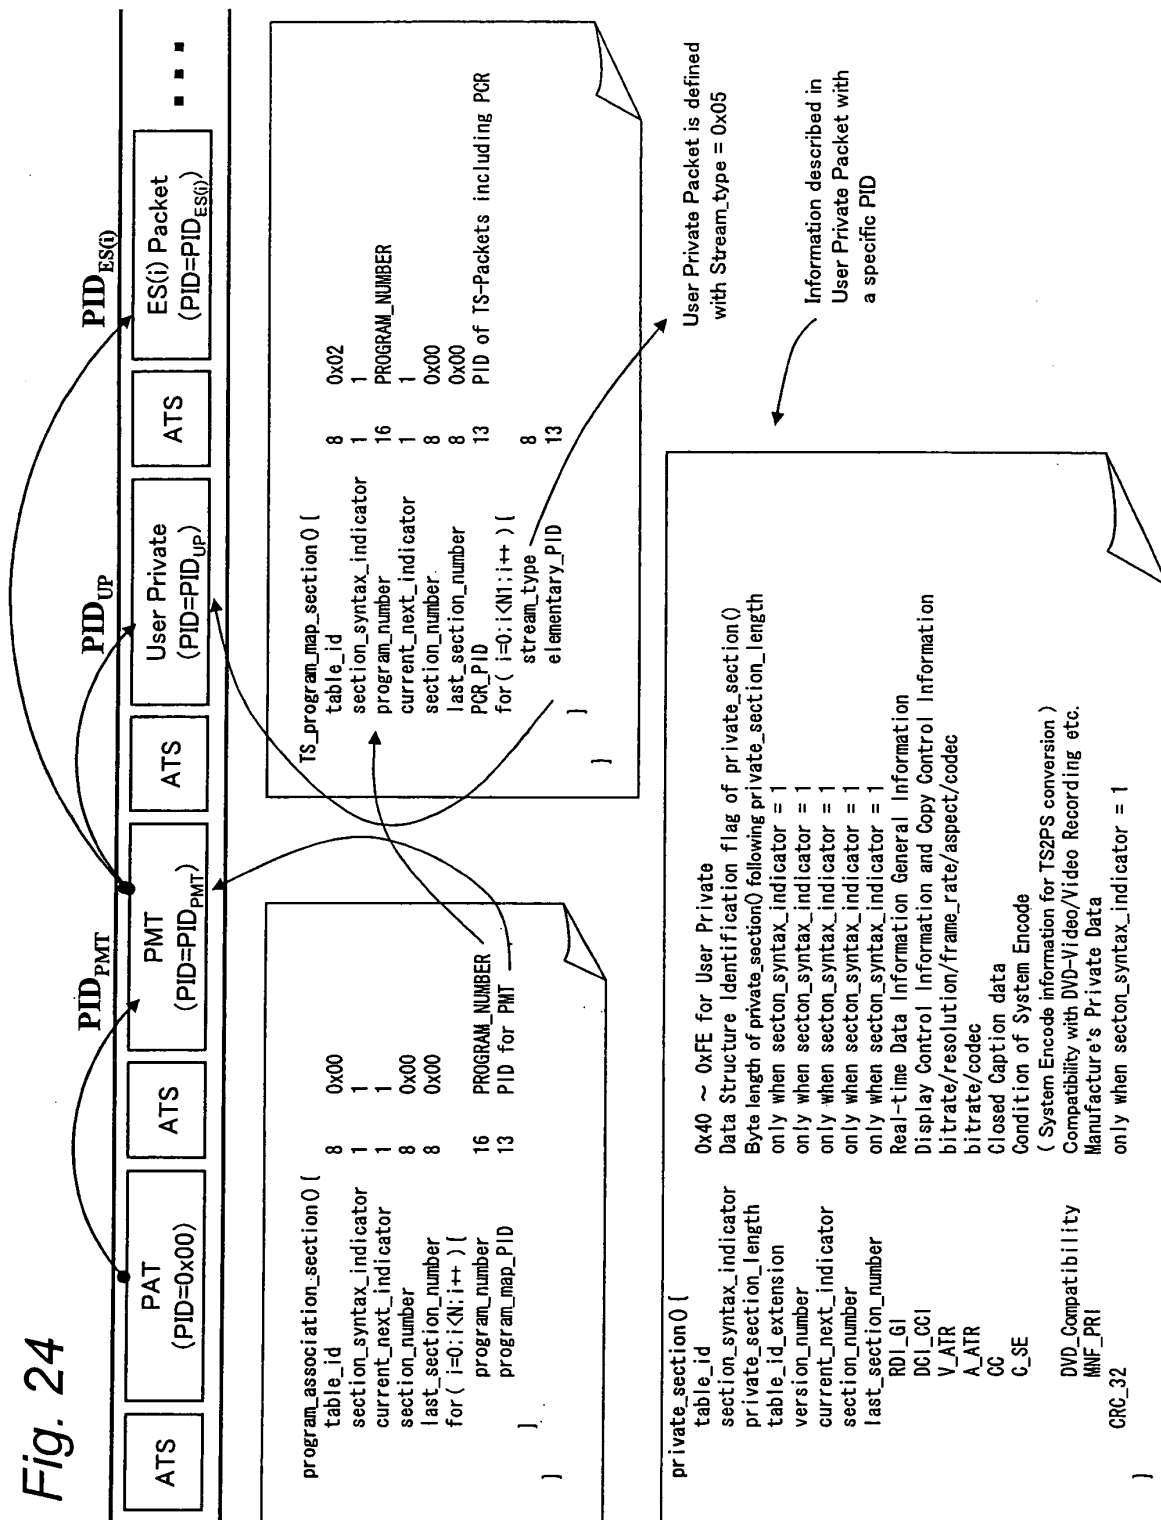 Fig. 24
PID_PMT
PID_UP
PID_ES(i)
ATS
PAT
(PID=0x00)
ATS
PMT
(PID=PID_PMT)
ATS
User Private
(PID=PID_UP)
ATS
ES(i) Packet
(PID=PID_ES(i))
program_association_section() {
table_id 8 0x00
section_syntax_indicator 1 1
current_next_indicator 1 1
section_number 8 0x00
last_section_number 8 0x00
for( i=0;i<N;i++ ) {
program_number 16 PROGRAM_NUMBER
program_map_PID 13 PID for PMT
}
}
TS_program_map_section() {
table_id 8 0x02
section_syntax_indicator 1 1
program_number 16 PROGRAM_NUMBER
current_next_indicator 1 1
section_number 8 0x00
last_section_number 8 0x00
PCR_PID 13 PID of TS-Packets including PCR
for( i=0;i<N1;i++ ) {
stream_type 8
elementary_PID 13
}
}
User Private Packet is defined
with Stream_type = 0x05
private_section() {
table_id 0x40 ~ 0xFE for User Private
section_syntax_indicator Data Structure Identification flag of private_section()
private_section_length Byte length of private_section() following private_section_length
table_id_extension only when secton_syntax_indicator = 1
version_number only when secton_syntax_indicator = 1
current_next_indicator only when secton_syntax_indicator = 1
section_number only when secton_syntax_indicator = 1
last_section_number only when secton_syntax_indicator = 1
RDI_GI Real-time Data Information General Information
DCI_CCI Display Control Information and Copy Control Information
V_ATR bitrate/resolution/frame_rate/aspect/codec
A_ATR bitrate/codec
CC Closed Caption data
C_SE Condition of System Encode
( System Encode information for TS2PS conversion )
DVD_Compatibility Compatibility with DVD-Video/Video Recording etc.
MNF_PRI Manufacture's Private Data
CRC_32 only when secton_syntax_indicator = 1
}
Information described in
User Private Packet with
a specific PID